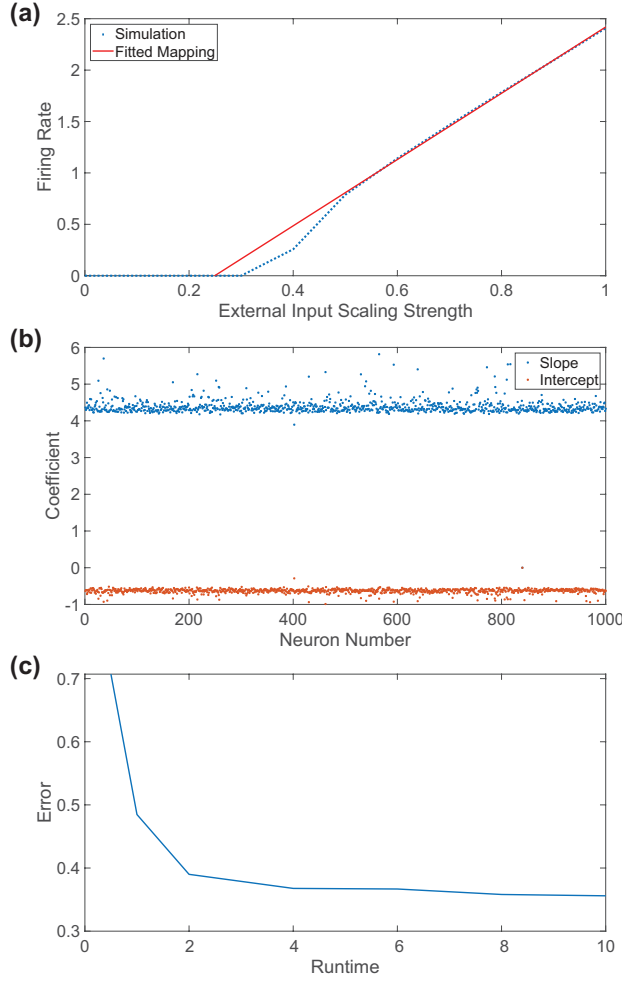 (a)
2.5
2
1.5
1
0.5
0
Firing Rate
Simulation
Fitted Mapping
0 0.2 0.4 0.6 0.8 1
External Input Scaling Strength
(b)
6
5
4
3
2
1
0
-1
Coefficient
Slope
Intercept
0 200 400 600 800 1000
Neuron Number
(c)
0.7
0.6
0.5
0.4
0.3
Error
0 2 4 6 8 10
Runtime